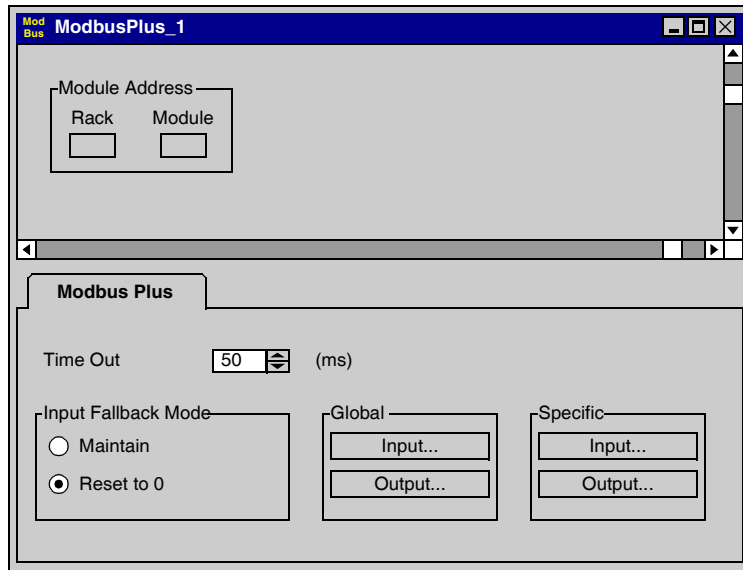 Mod
Bus
ModbusPlus_1
Module Address
Rack Module
Modbus Plus
Time Out 50 (ms)
Input Fallback Mode
Maintain
Reset to 0
Global
Input...
Output...
Specific
Input...
Output...